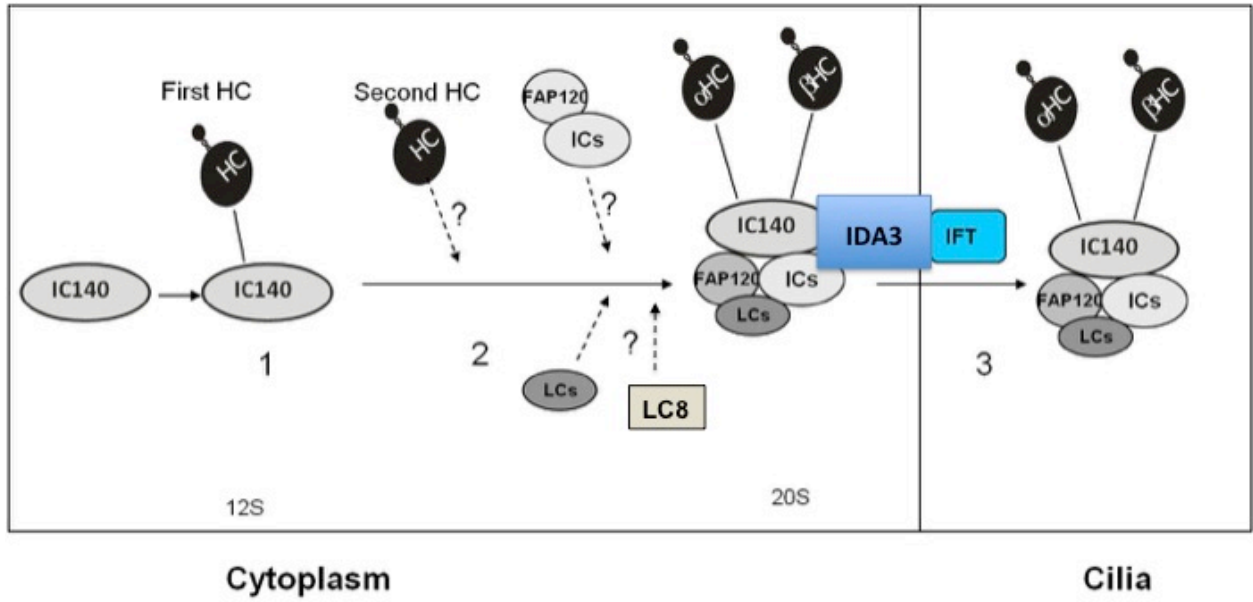 First HC
Second HC
HC
HC
FAP120
ICs
?
?
αHC
βHC
αHC
βHC
IC140
IC140
IC140
IDA3
IFT
IC140
FAP120
ICs
LCs
FAP120
ICs
LCs
1
2
3
?
LCs
LC8
12S
20S
Cytoplasm
Cilia